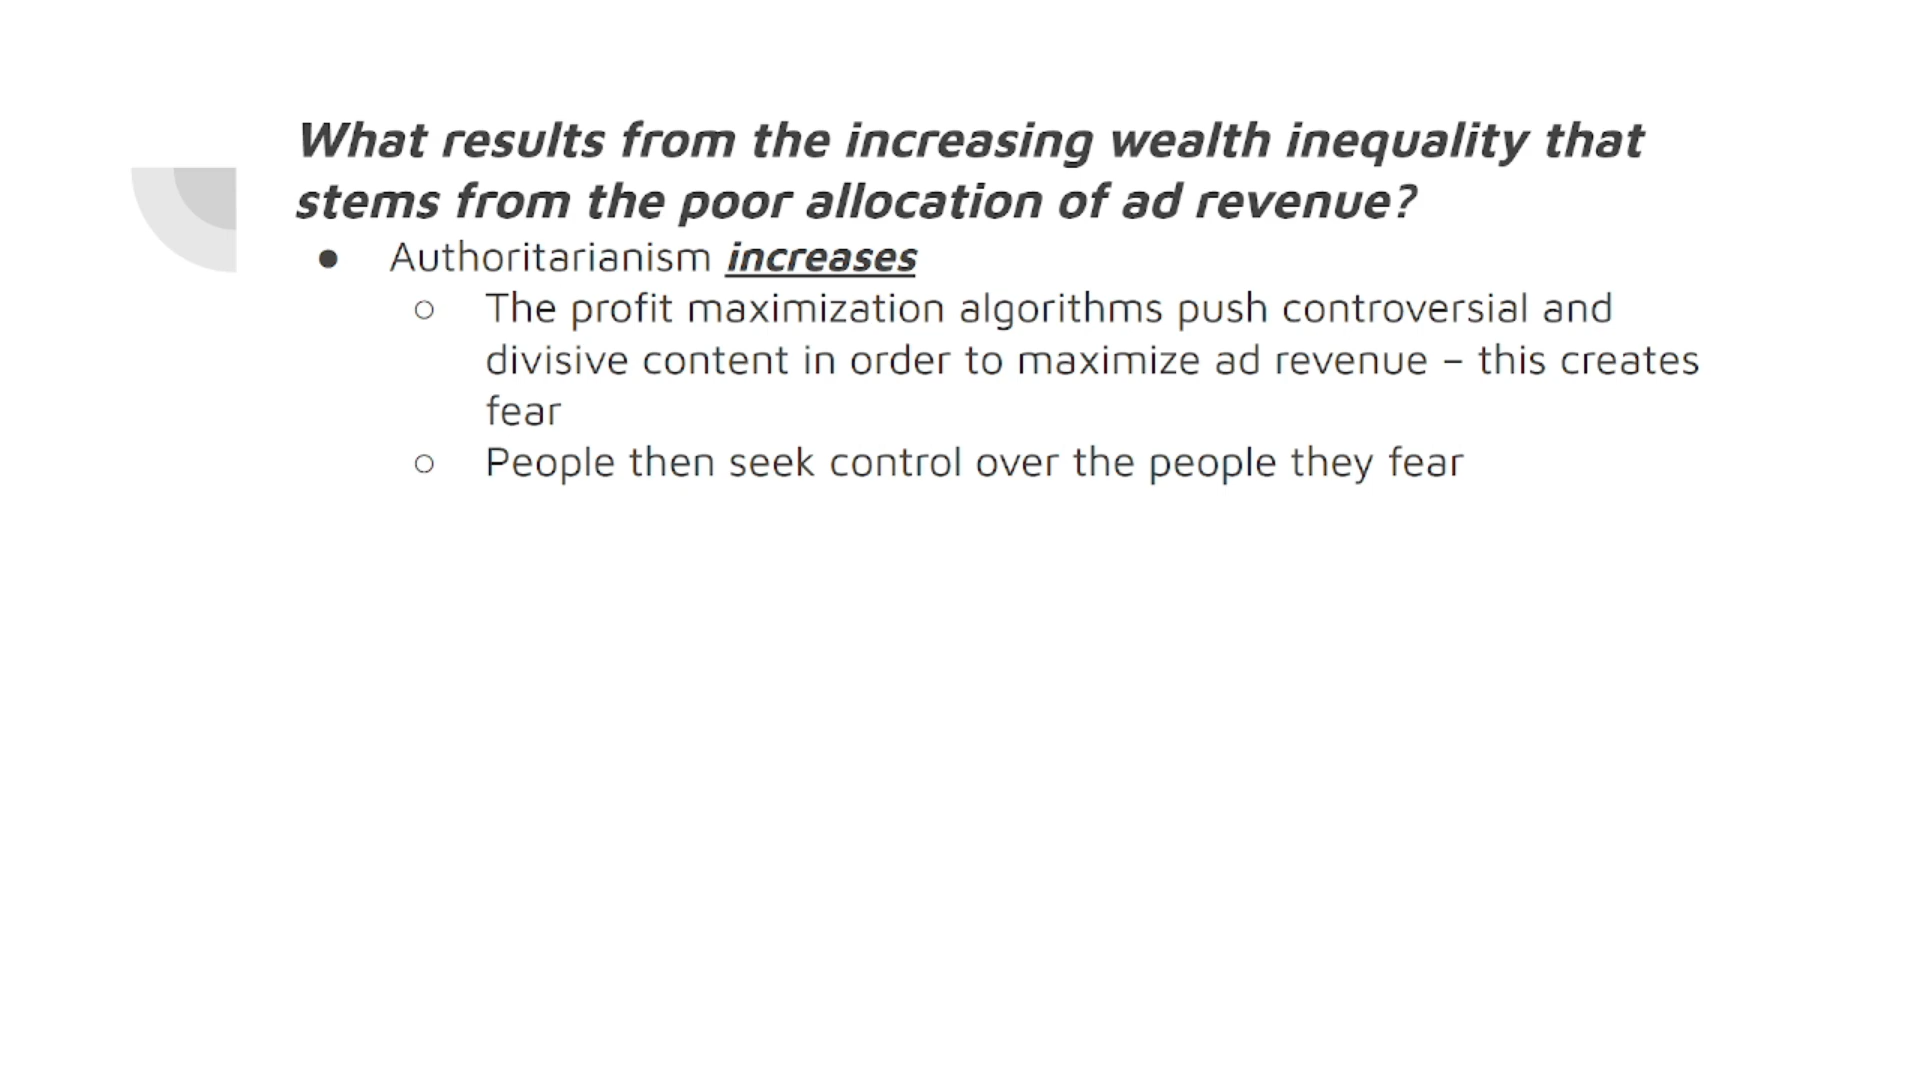 What results from the increasing wealth inequality that
stems from the poor allocation of ad revenue?
● Authoritarianism increases
○ The profit maximization algorithms push controversial and
divisive content in order to maximize ad revenue – this creates
fear
○ People then seek control over the people they fear